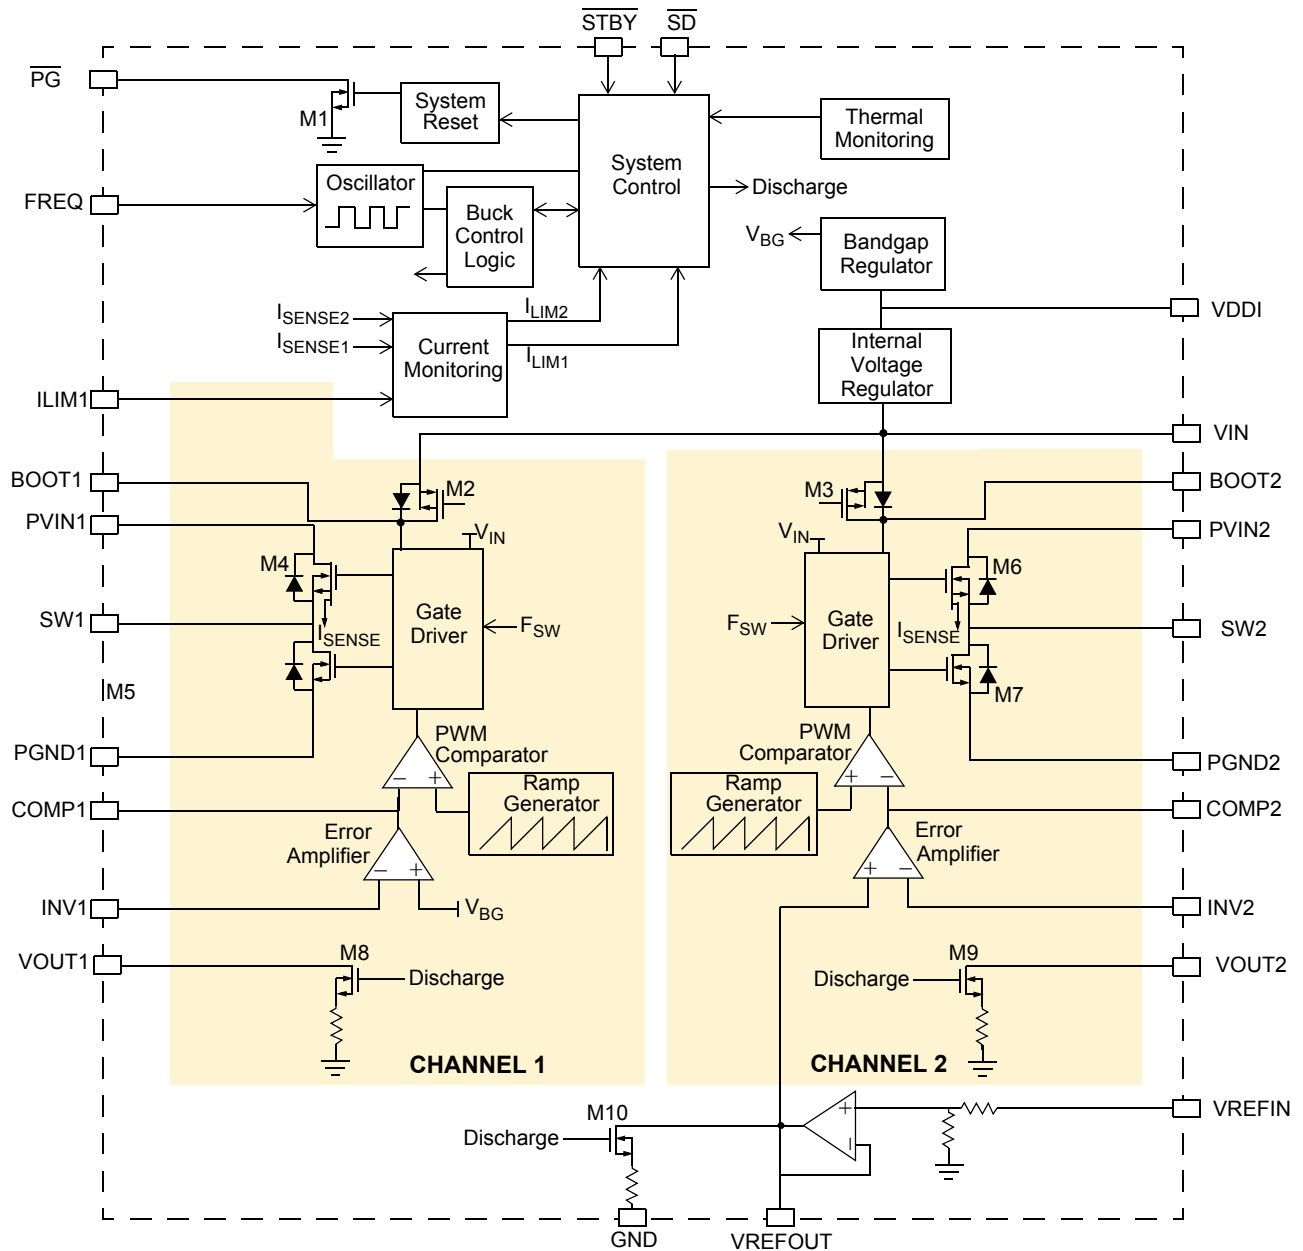 STBY
SD
PG
M1
System
Reset
System
Control
Thermal
Monitoring
FREQ
Oscillator
Buck
Control
Logic
Discharge
VBG
Bandgap
Regulator
VDDI
ISENSE2
ISENSE1
ILIM2
ILIM1
Current
Monitoring
Internal
Voltage
Regulator
ILIM1
VIN
BOOT1
M2
M3
BOOT2
PVIN1
VIN
VIN
PVIN2
M4
M6
SW1
ISENSE
Gate
Driver
FSW
FSW
Gate
Driver
ISENSE
SW2
M5
M7
PGND1
PWM
Comparator
PWM
Comparator
PGND2
− +
+ −
COMP1
Ramp
Generator
Ramp
Generator
COMP2
Error
Amplifier
Error
Amplifier
− +
+ −
INV1
VBG
INV2
VOUT1
M8
Discharge
Discharge
M9
VOUT2
CHANNEL 1
CHANNEL 2
M10
Discharge
+
−
VREFIN
GND
VREFOUT